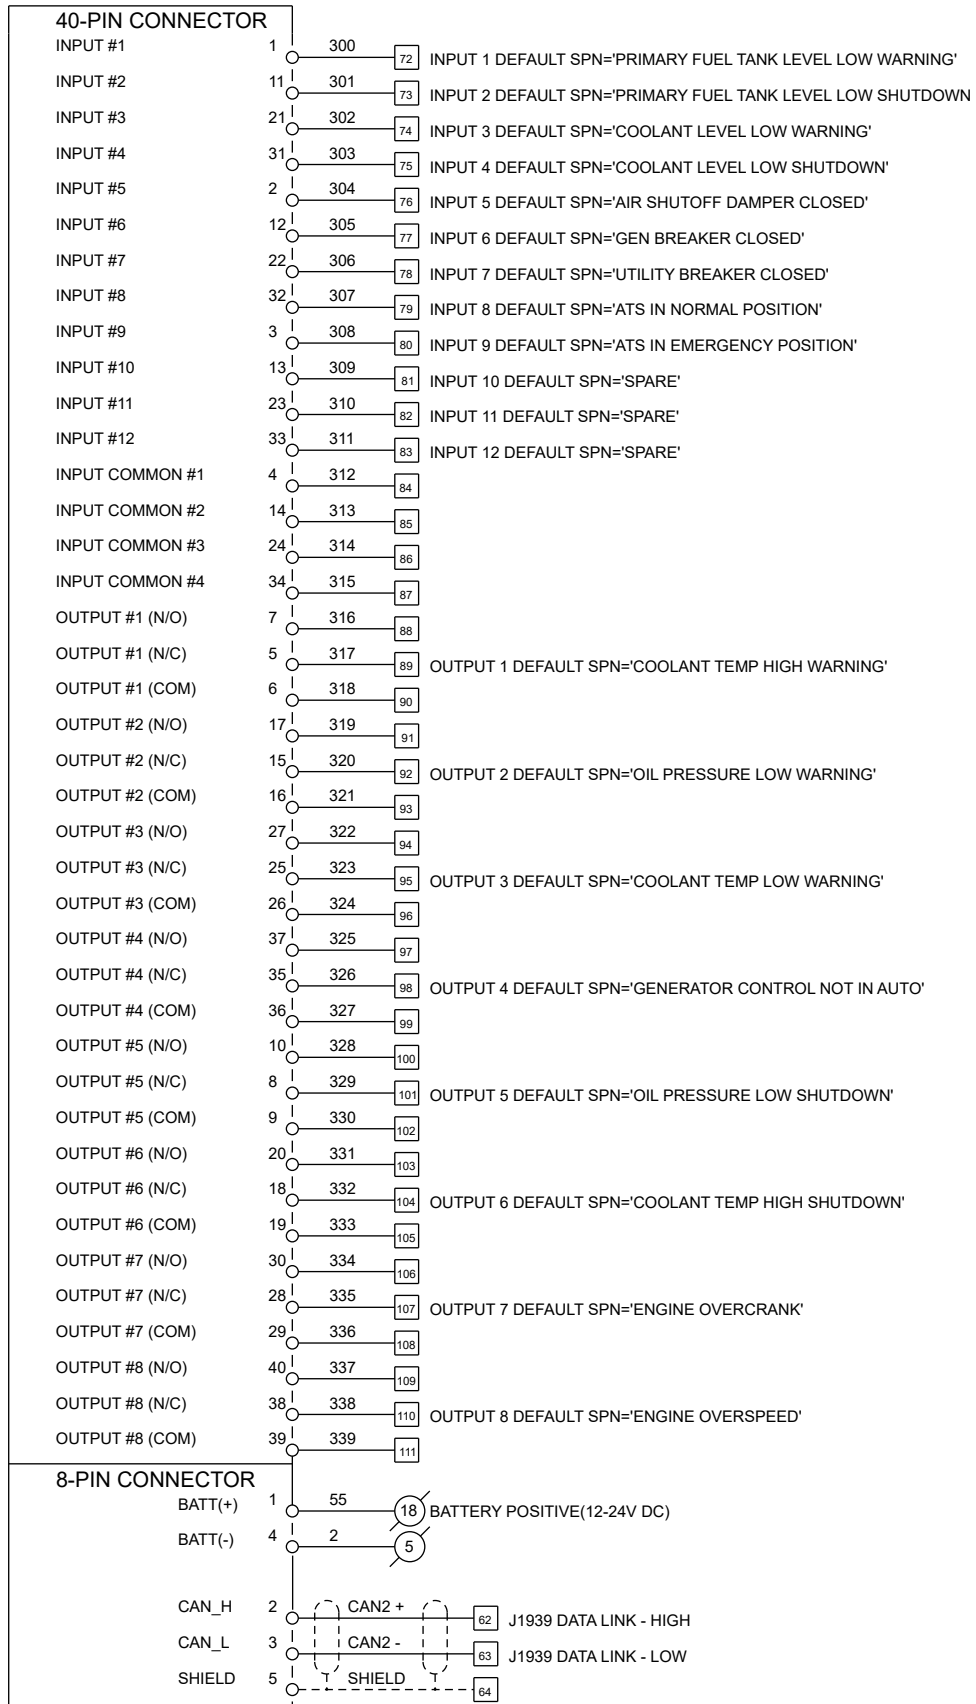 40-PIN CONNECTOR
INPUT #1 1 300 72 INPUT 1 DEFAULT SPN='PRIMARY FUEL TANK LEVEL LOW WARNING'
INPUT #2 11 301 73 INPUT 2 DEFAULT SPN='PRIMARY FUEL TANK LEVEL LOW SHUTDOWN
INPUT #3 21 302 74 INPUT 3 DEFAULT SPN='COOLANT LEVEL LOW WARNING'
INPUT #4 31 303 75 INPUT 4 DEFAULT SPN='COOLANT LEVEL LOW SHUTDOWN'
INPUT #5 2 304 76 INPUT 5 DEFAULT SPN='AIR SHUTOFF DAMPER CLOSED'
INPUT #6 12 305 77 INPUT 6 DEFAULT SPN='GEN BREAKER CLOSED'
INPUT #7 22 306 78 INPUT 7 DEFAULT SPN='UTILITY BREAKER CLOSED'
INPUT #8 32 307 79 INPUT 8 DEFAULT SPN='ATS IN NORMAL POSITION'
INPUT #9 3 308 80 INPUT 9 DEFAULT SPN='ATS IN EMERGENCY POSITION'
INPUT #10 13 309 81 INPUT 10 DEFAULT SPN='SPARE'
INPUT #11 23 310 82 INPUT 11 DEFAULT SPN='SPARE'
INPUT #12 33 311 83 INPUT 12 DEFAULT SPN='SPARE'
INPUT COMMON #1 4 312 84
INPUT COMMON #2 14 313 85
INPUT COMMON #3 24 314 86
INPUT COMMON #4 34 315 87
OUTPUT #1 (N/O) 7 316 88
OUTPUT #1 (N/C) 5 317 89 OUTPUT 1 DEFAULT SPN='COOLANT TEMP HIGH WARNING'
OUTPUT #1 (COM) 6 318 90
OUTPUT #2 (N/O) 17 319 91
OUTPUT #2 (N/C) 15 320 92 OUTPUT 2 DEFAULT SPN='OIL PRESSURE LOW WARNING'
OUTPUT #2 (COM) 16 321 93
OUTPUT #3 (N/O) 27 322 94
OUTPUT #3 (N/C) 25 323 95 OUTPUT 3 DEFAULT SPN='COOLANT TEMP LOW WARNING'
OUTPUT #3 (COM) 26 324 96
OUTPUT #4 (N/O) 37 325 97
OUTPUT #4 (N/C) 35 326 98 OUTPUT 4 DEFAULT SPN='GENERATOR CONTROL NOT IN AUTO'
OUTPUT #4 (COM) 36 327 99
OUTPUT #5 (N/O) 10 328 100
OUTPUT #5 (N/C) 8 329 101 OUTPUT 5 DEFAULT SPN='OIL PRESSURE LOW SHUTDOWN'
OUTPUT #5 (COM) 9 330 102
OUTPUT #6 (N/O) 20 331 103
OUTPUT #6 (N/C) 18 332 104 OUTPUT 6 DEFAULT SPN='COOLANT TEMP HIGH SHUTDOWN'
OUTPUT #6 (COM) 19 333 105
OUTPUT #7 (N/O) 30 334 106
OUTPUT #7 (N/C) 28 335 107 OUTPUT 7 DEFAULT SPN='ENGINE OVERCRANK'
OUTPUT #7 (COM) 29 336 108
OUTPUT #8 (N/O) 40 337 109
OUTPUT #8 (N/C) 38 338 110 OUTPUT 8 DEFAULT SPN='ENGINE OVERSPEED'
OUTPUT #8 (COM) 39 339 111
8-PIN CONNECTOR
BATT(+) 1 55 18 BATTERY POSITIVE(12-24V DC)
BATT(-) 4 2 5
CAN_H 2 CAN2 + 62 J1939 DATA LINK - HIGH
CAN_L 3 CAN2 - 63 J1939 DATA LINK - LOW
SHIELD 5 SHIELD 64